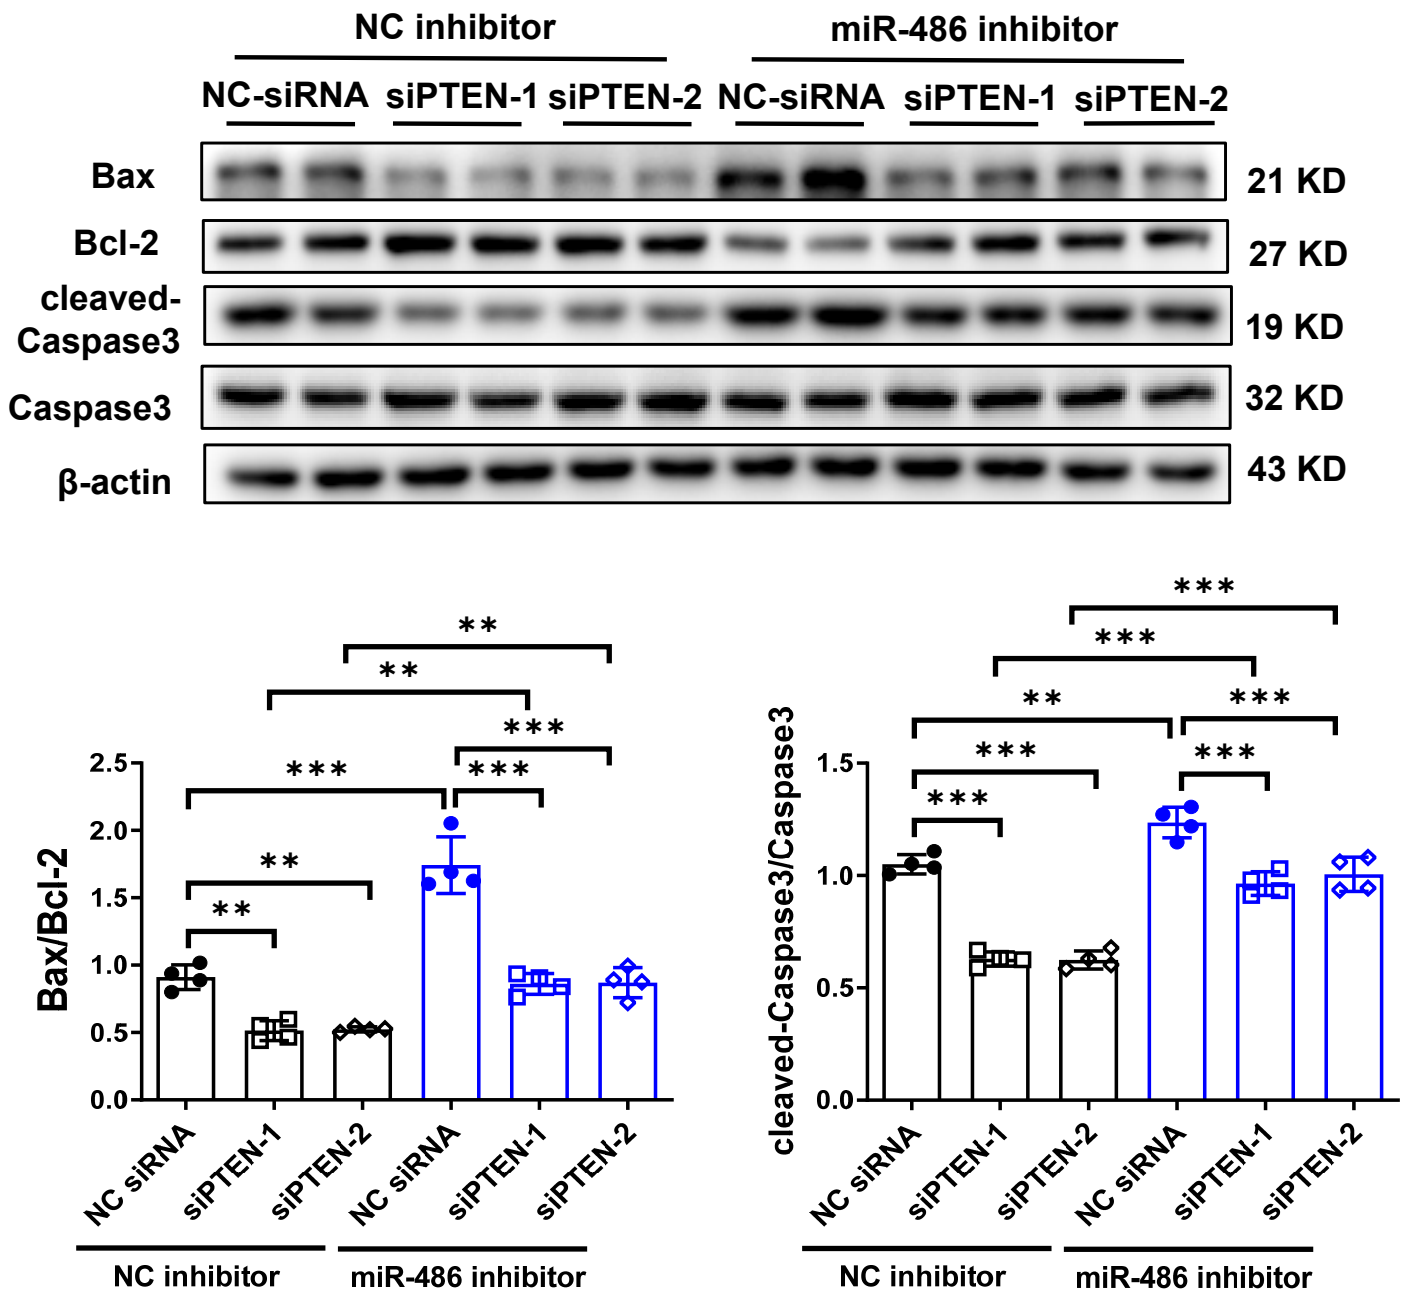 NC inhibitor
miR-486 inhibitor
NC-siRNA siPTEN-1 siPTEN-2 NC-siRNA siPTEN-1 siPTEN-2
Bax
21 KD
Bcl-2
27 KD
cleaved-
Caspase3
19 KD
Caspase3
32 KD
β-actin
43 KD
**
**
***
***
***
**
**
2.5
2.0
1.5
1.0
0.5
0.0
Bax/Bcl-2
NC siRNA
siPTEN-1
siPTEN-2
NC siRNA
siPTEN-1
siPTEN-2
NC inhibitor
miR-486 inhibitor
***
***
**
***
***
***
***
1.5
1.0
0.5
0.0
cleaved-Caspase3/Caspase3
NC siRNA
siPTEN-1
siPTEN-2
NC siRNA
siPTEN-1
siPTEN-2
NC inhibitor
miR-486 inhibitor